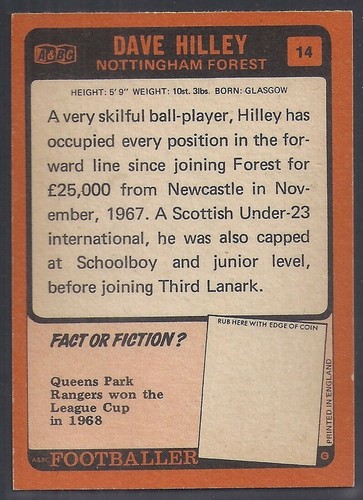 A&BC
DAVE HILLEY
14
NOTTINGHAM FOREST
HEIGHT: 5' 9" WEIGHT: 10st. 3lbs. BORN: GLASGOW
A very skilful ball-player, Hilley has
occupied every position in the for-
ward line since joining Forest for
£25,000 from Newcastle in Nov-
ember, 1967. A Scottish Under-23
international, he was also capped
at Schoolboy and junior level,
before joining Third Lanark.
FACT OR FICTION?
Queens Park
Rangers won the
League Cup
in 1968
RUB HERE WITH EDGE OF COIN
PRINTED IN ENGLAND
A&BC FOOTBALLER
G